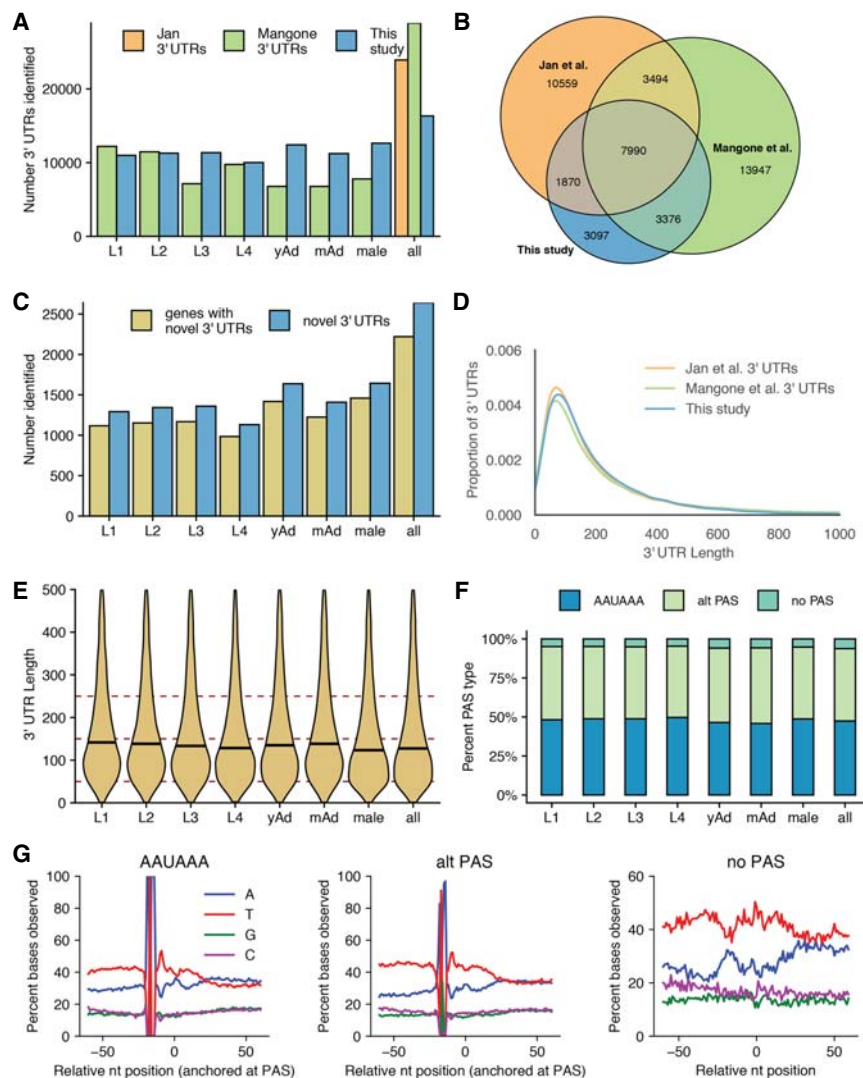 A
Jan
3' UTRs
Mangone
3' UTRs
This
study
Number 3' UTRs identified
20000
10000
0
L1 L2 L3 L4 yAd mAd male all
B
Jan et al.
10559
3494
7990
Mangone et al.
13947
1870
3376
3097
This study
C
genes with
novel 3' UTRs
novel 3' UTRs
Number identified
2500
2000
1500
1000
500
0
L1 L2 L3 L4 yAd mAd male all
D
Proportion of 3' UTRs
0.006
0.004
0.002
0.000
Jan et al. 3' UTRs
Mangone et al. 3' UTRs
This study
0 200 400 600 800 1000
3' UTR Length
E
3' UTR Length
500
400
300
200
100
0
L1 L2 L3 L4 yAd mAd male all
F
AAUAAA alt PAS no PAS
Percent PAS type
100%
75%
50%
25%
0%
L1 L2 L3 L4 yAd mAd male all
G
AAUAAA
Percent bases observed
100
80
60
40
20
0
A
T
G
C
−50 0 50
Relative nt position (anchored at PAS)
alt PAS
Percent bases observed
100
80
60
40
20
0
−50 0 50
Relative nt position (anchored at PAS)
no PAS
Percent bases observed
60
40
20
0
−50 0 50
Relative nt position